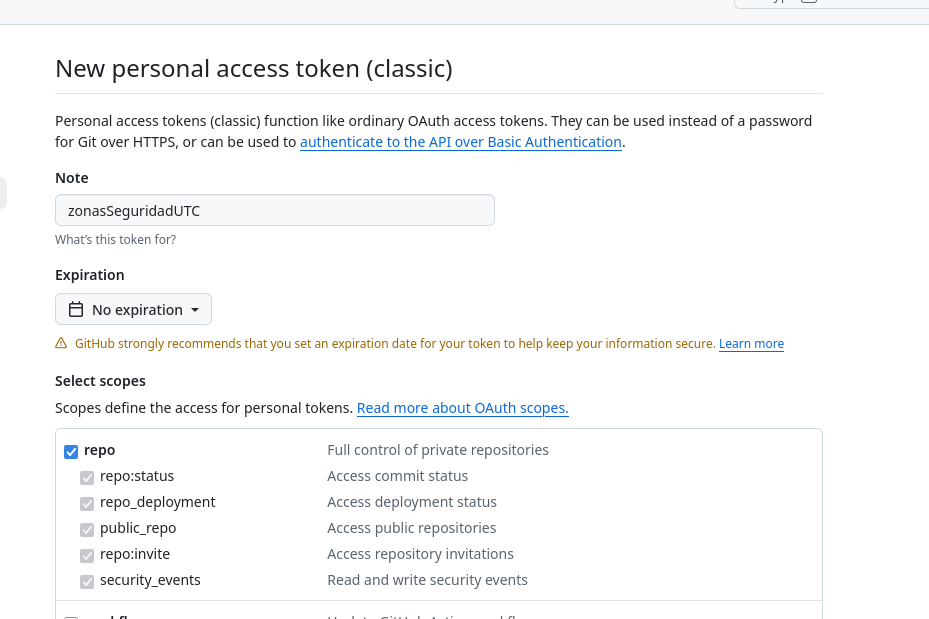 New personal access token (classic)
Personal access tokens (classic) function like ordinary OAuth access tokens. They can be used instead of a password
for Git over HTTPS, or can be used to authenticate to the API over Basic Authentication.
Note
zonasSeguridadUTC
What's this token for?
Expiration
No expiration
GitHub strongly recommends that you set an expiration date for your token to help keep your information secure. Learn more
Select scopes
Scopes define the access for personal tokens. Read more about OAuth scopes.
repo Full control of private repositories
repo:status Access commit status
repo_deployment Access deployment status
public_repo Access public repositories
repo:invite Access repository invitations
security_events Read and write security events